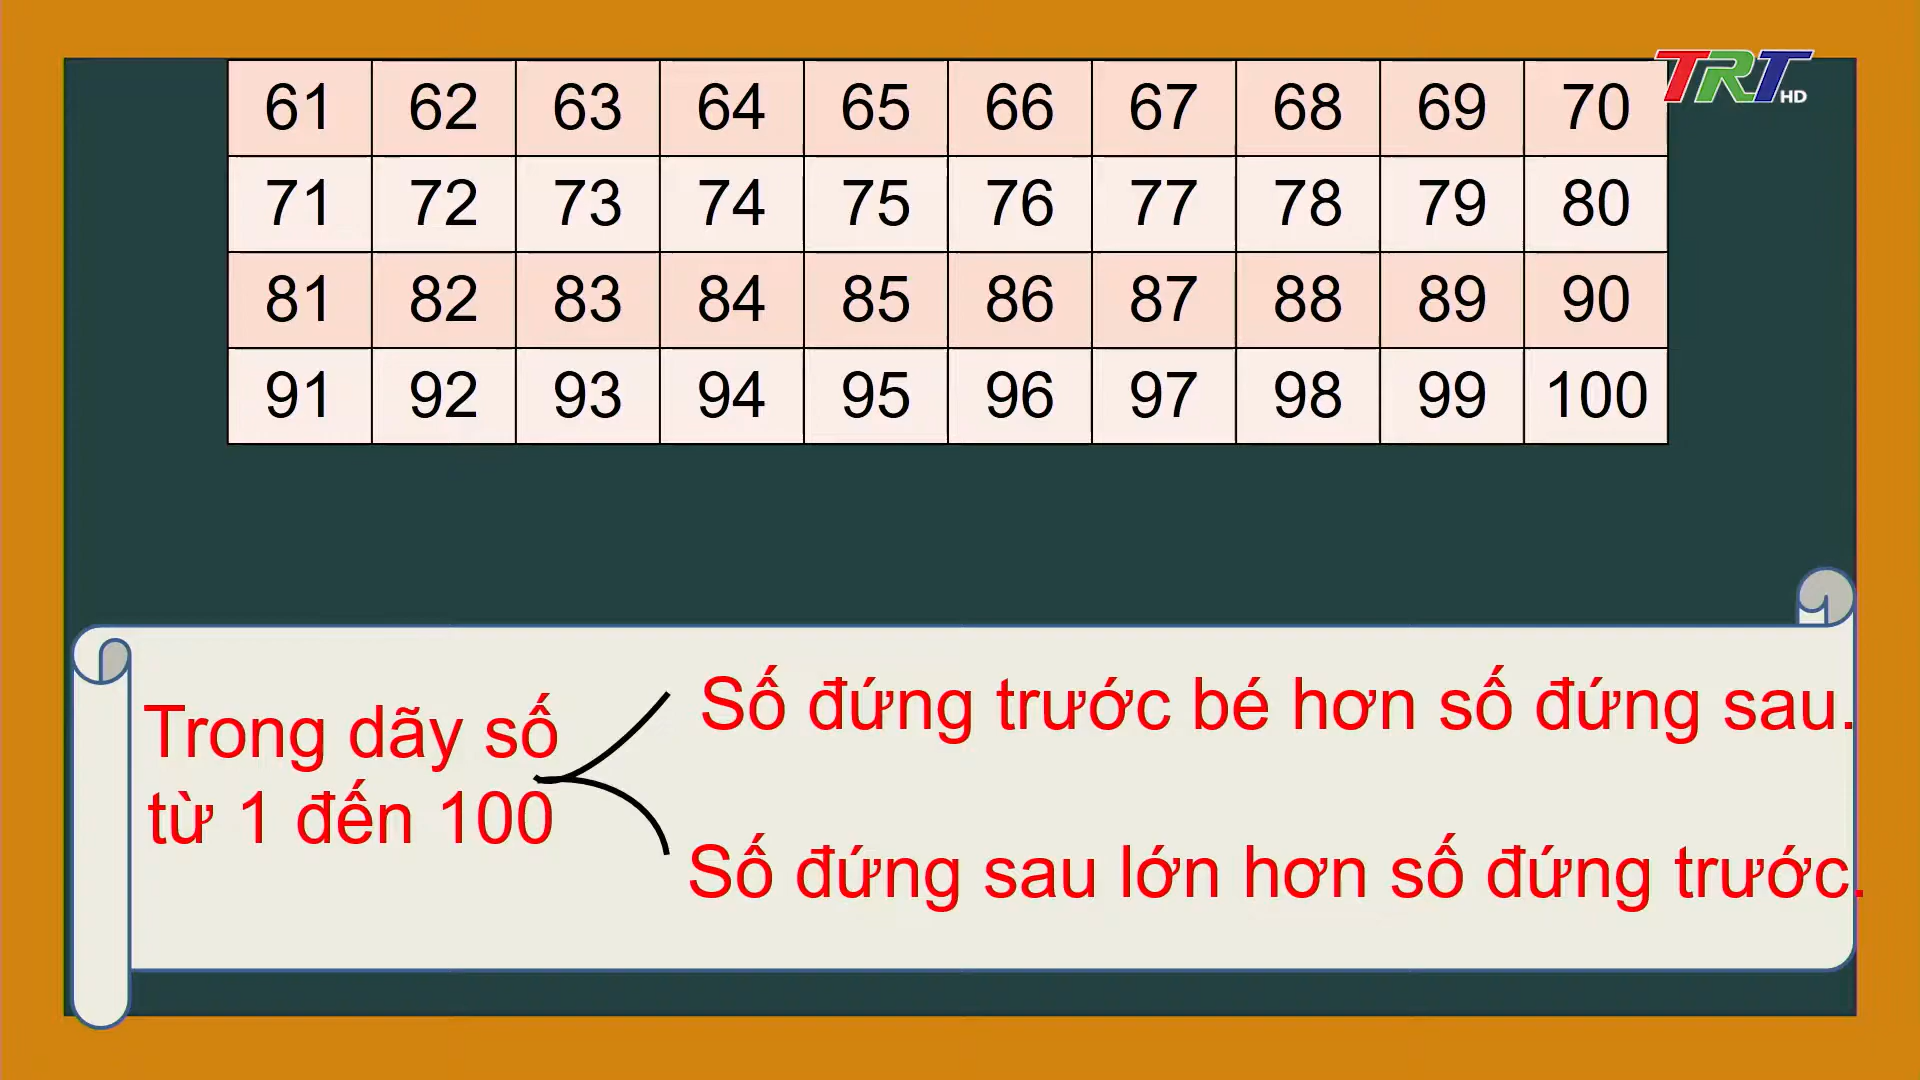 TRT HD
61 62 63 64 65 66 67 68 69 70
71 72 73 74 75 76 77 78 79 80
81 82 83 84 85 86 87 88 89 90
91 92 93 94 95 96 97 98 99 100
Trong dãy số
từ 1 đến 100
Số đứng trước bé hơn số đứng sau.
Số đứng sau lớn hơn số đứng trước.